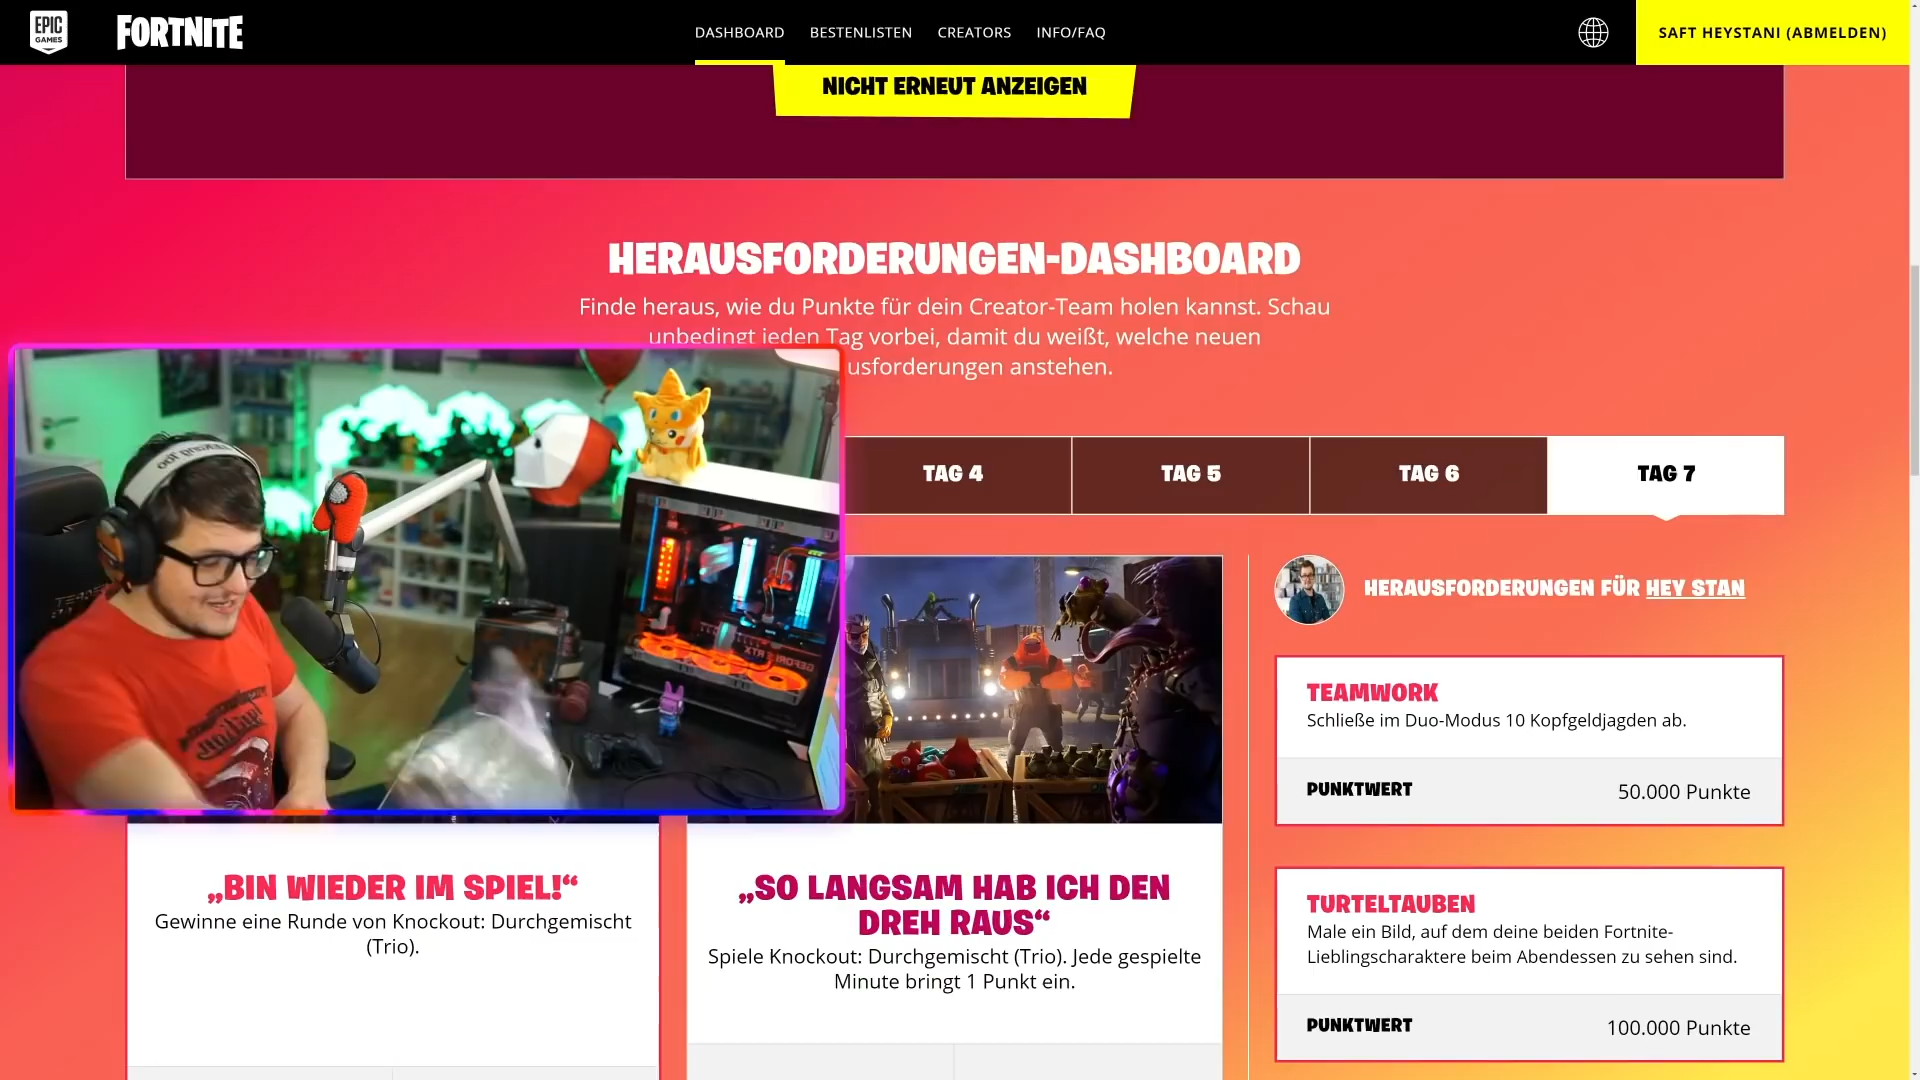 EPIC
GAMES
FORTNITE
DASHBOARD
BESTENLISTEN
CREATORS
INFO/FAQ
SAFT HEYSTANI (ABMELDEN)
NICHT ERNEUT ANZEIGEN
HERAUSFORDERUNGEN-DASHBOARD
Finde heraus, wie du Punkte für dein Creator-Team holen kannst. Schau
unbedingt jeden Tag vorbei, damit du weißt, welche neuen
usforderungen anstehen.
TAG 4
TAG 5
TAG 6
TAG 7
HERAUSFORDERUNGEN FÜR HEY STAN
TEAMWORK
Schließe im Duo-Modus 10 Kopfgeldjagden ab.
PUNKTWERT
50.000 Punkte
TURTELTAUBEN
Male ein Bild, auf dem deine beiden Fortnite-
Lieblingscharaktere beim Abendessen zu sehen sind.
PUNKTWERT
100.000 Punkte
„BIN WIEDER IM SPIEL!“
Gewinne eine Runde von Knockout: Durchgemischt
(Trio).
„SO LANGSAM HAB ICH DEN
DREH RAUS“
Spiele Knockout: Durchgemischt (Trio). Jede gespielte
Minute bringt 1 Punkt ein.